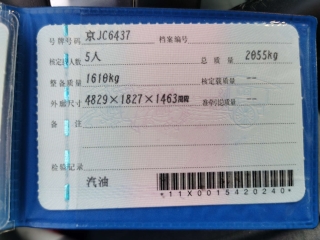 号牌号码 京JC6437 档案编号
核定载人数 5人 总质量 2055kg
整备质量 1610kg 核定载质量 --
外廓尺寸 4829×1827×1463mm 准牵引总质量 --
备注
检验记录
汽油
*11X0015420240*